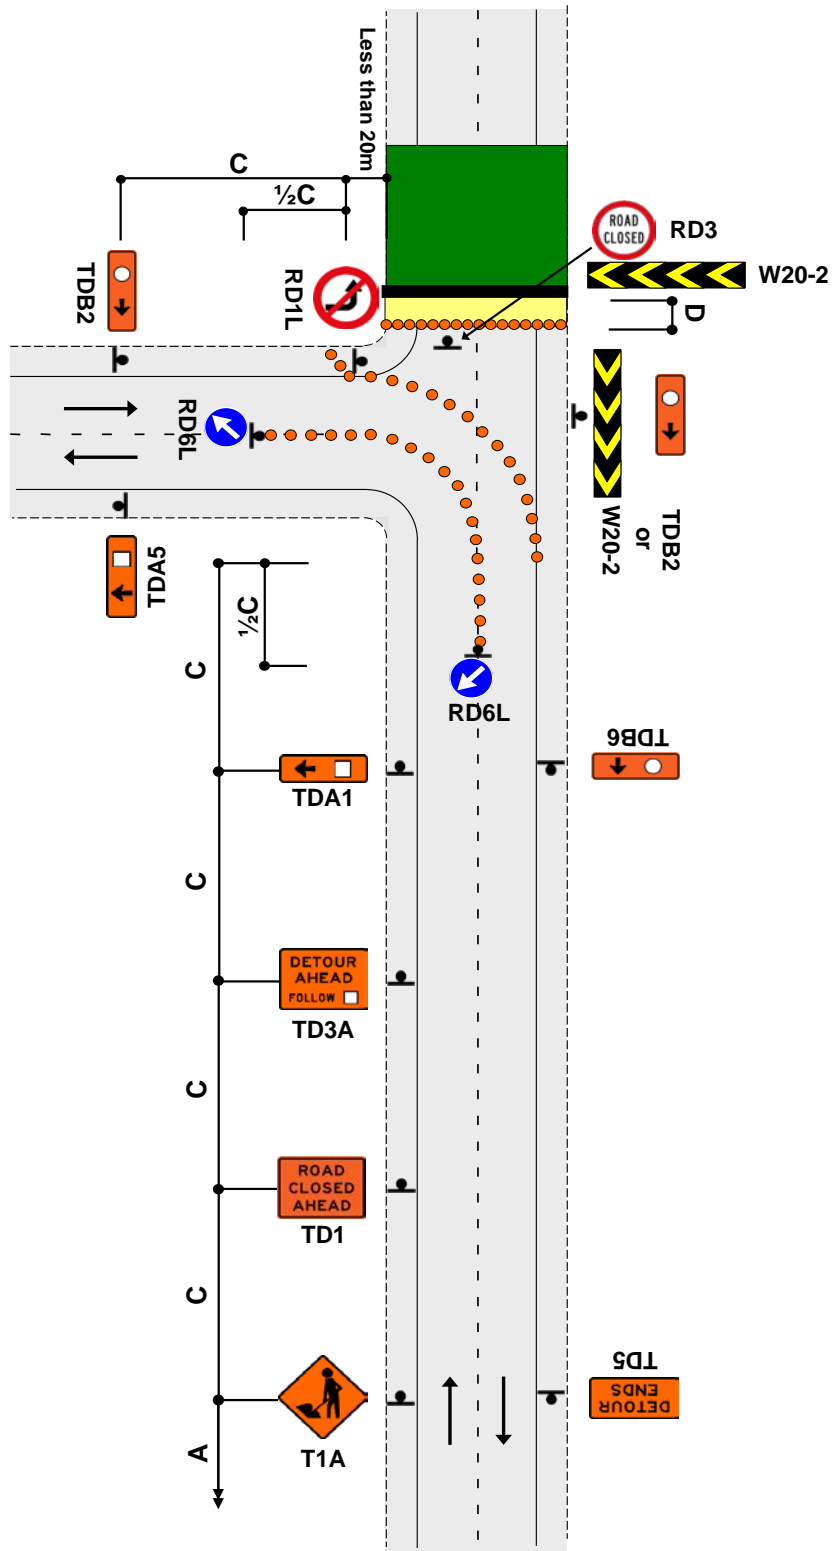 Less than 20m
C
½C
TDB2
RD1L
ROAD
CLOSED
RD3
W20-2
D
RD6L
TDB2
or
W20-2
TDA5
½C
C
RD6L
TDA1
TDB6
C
DETOUR
AHEAD
FOLLOW
TD3A
C
ROAD
CLOSED
AHEAD
TD1
C
T1A
TD5
DETOUR
ENDS
A